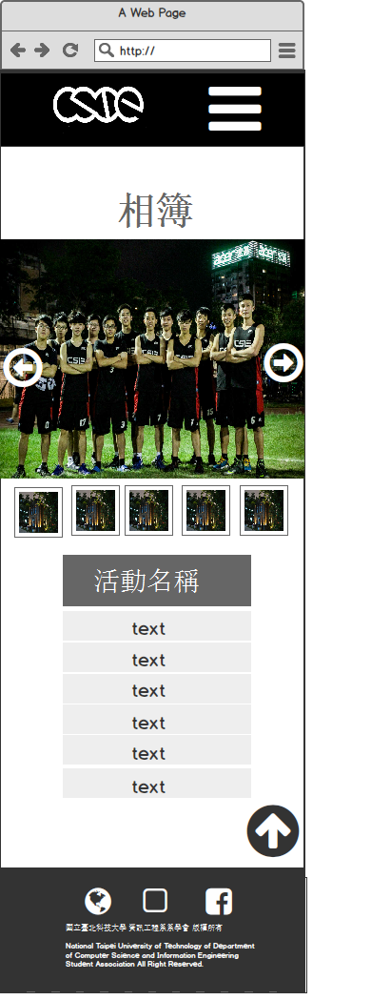 A Web Page
http://
CSIE
相簿
acer
活動名稱
text
text
text
text
text
text
國立臺北科技大學 資訊工程系系學會 版權所有
National Taipei University of Technology of Department
of Computer Science and Information Engineering
Student Association All Right Reserved.